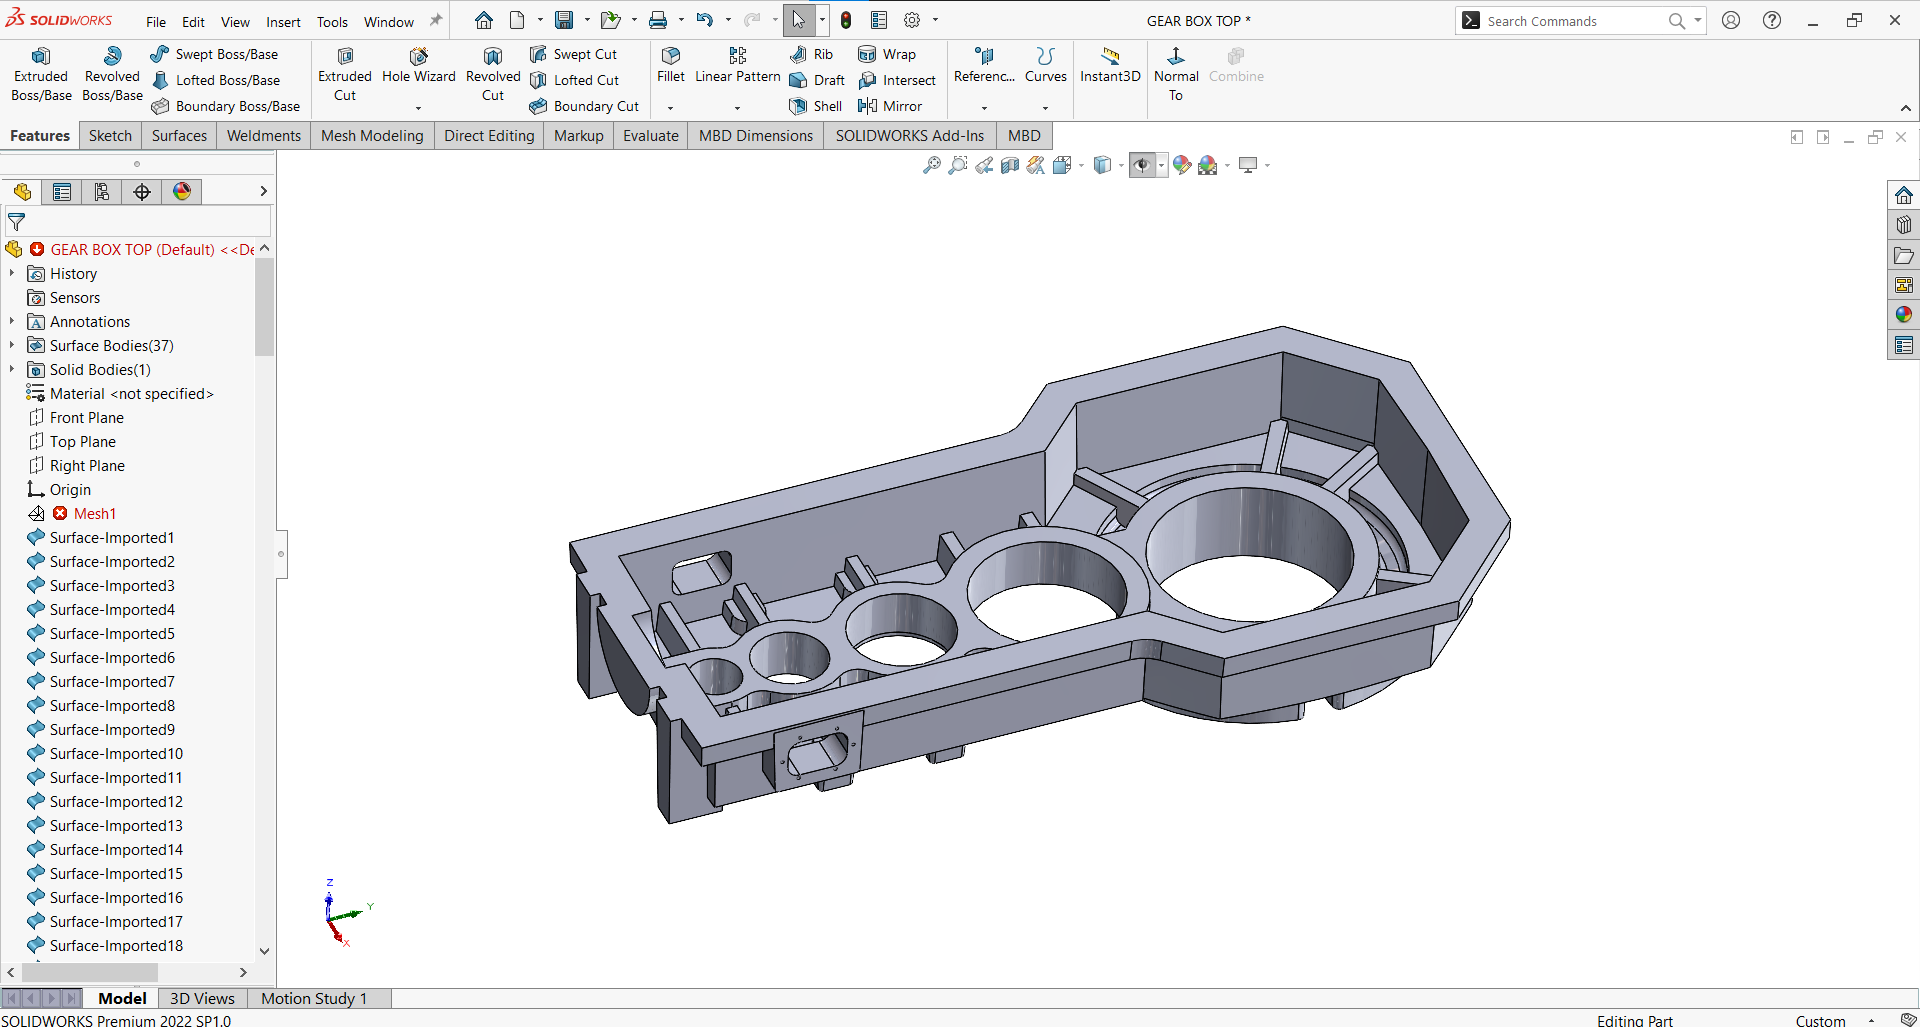 SOLIDWORKS File Edit View Insert Tools Window GEAR BOX TOP * Search Commands
Extruded Boss/Base
Revolved Boss/Base
Swept Boss/Base
Lofted Boss/Base
Boundary Boss/Base
Extruded Cut
Hole Wizard
Revolved Cut
Swept Cut
Lofted Cut
Boundary Cut
Fillet
Linear Pattern
Rib
Draft
Shell
Wrap
Intersect
Mirror
Referenc...
Curves
Instant3D
Normal To
Combine
Features Sketch Surfaces Weldments Mesh Modeling Direct Editing Markup Evaluate MBD Dimensions SOLIDWORKS Add-Ins MBD
GEAR BOX TOP (Default) <<De
History
Sensors
Annotations
Surface Bodies(37)
Solid Bodies(1)
Material <not specified>
Front Plane
Top Plane
Right Plane
Origin
Mesh1
Surface-Imported1
Surface-Imported2
Surface-Imported3
Surface-Imported4
Surface-Imported5
Surface-Imported6
Surface-Imported7
Surface-Imported8
Surface-Imported9
Surface-Imported10
Surface-Imported11
Surface-Imported12
Surface-Imported13
Surface-Imported14
Surface-Imported15
Surface-Imported16
Surface-Imported17
Surface-Imported18
Z
Y
X
Model 3D Views Motion Study 1
SOLIDWORKS Premium 2022 SP1.0 Editing Part Custom